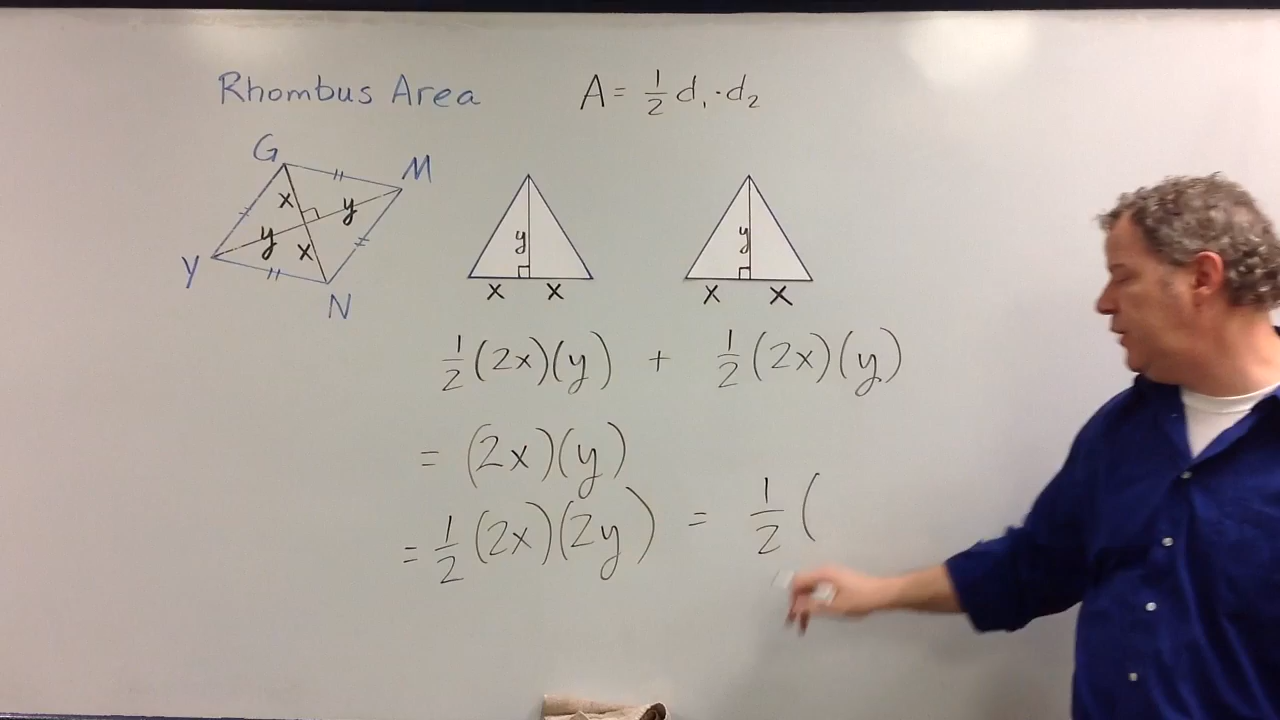 Rhombus Area A = 1/2 d₁ · d₂
G M
x y
y x
Y N
y y
x x x x
1/2 (2x)(y) + 1/2 (2x)(y)
= (2x)(y)
= 1/2 (2x)(2y) = 1/2 (